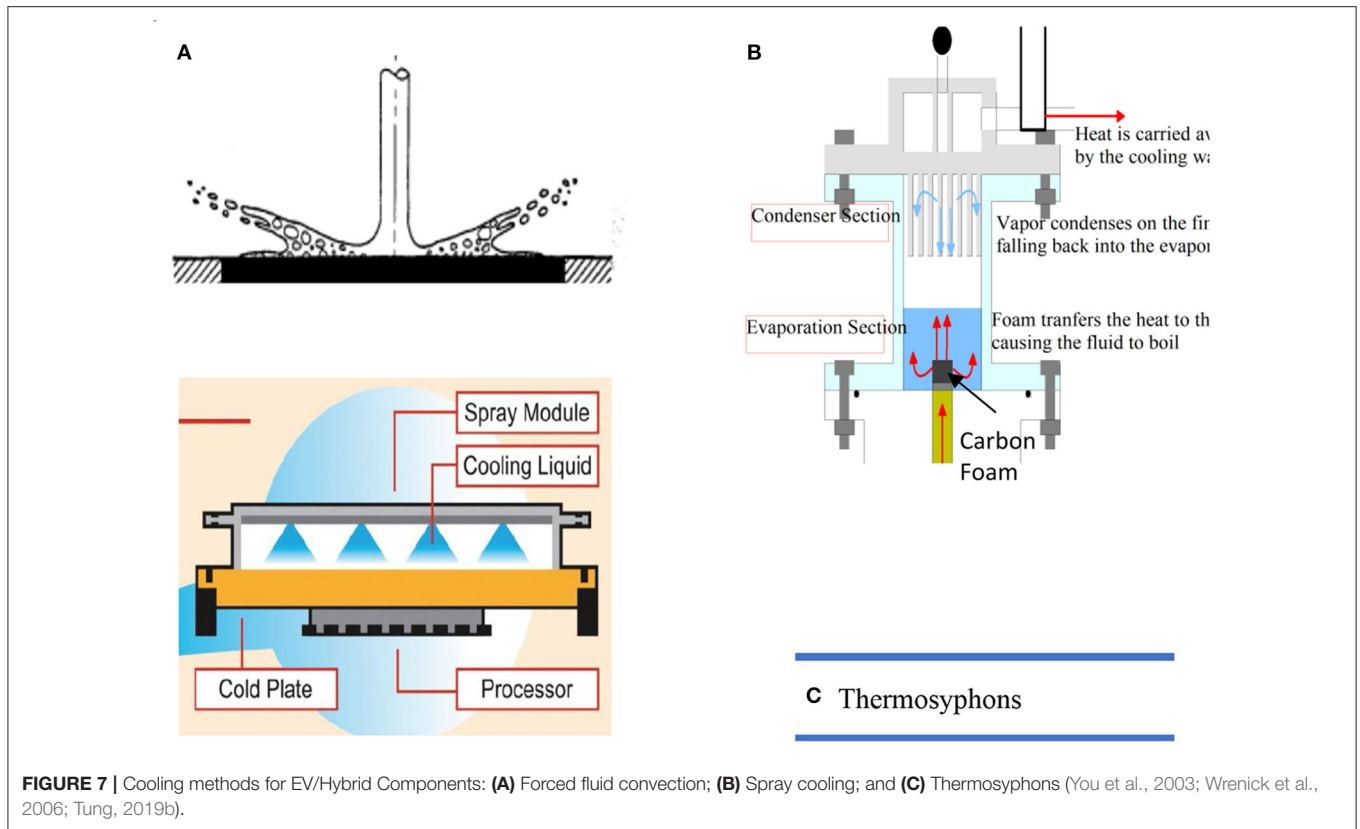 A
B
Heat is carried av
by the cooling wa
Condenser Section
Vapor condenses on the fir
falling back into the evapor
Evaporation Section
Foam tranfers the heat to th
causing the fluid to boil
Carbon
Foam
Spray Module
Cooling Liquid
Cold Plate
Processor
C Thermosyphons
FIGURE 7 | Cooling methods for EV/Hybrid Components: (A) Forced fluid convection; (B) Spray cooling; and (C) Thermosyphons (You et al., 2003; Wrenick et al.,
2006; Tung, 2019b).